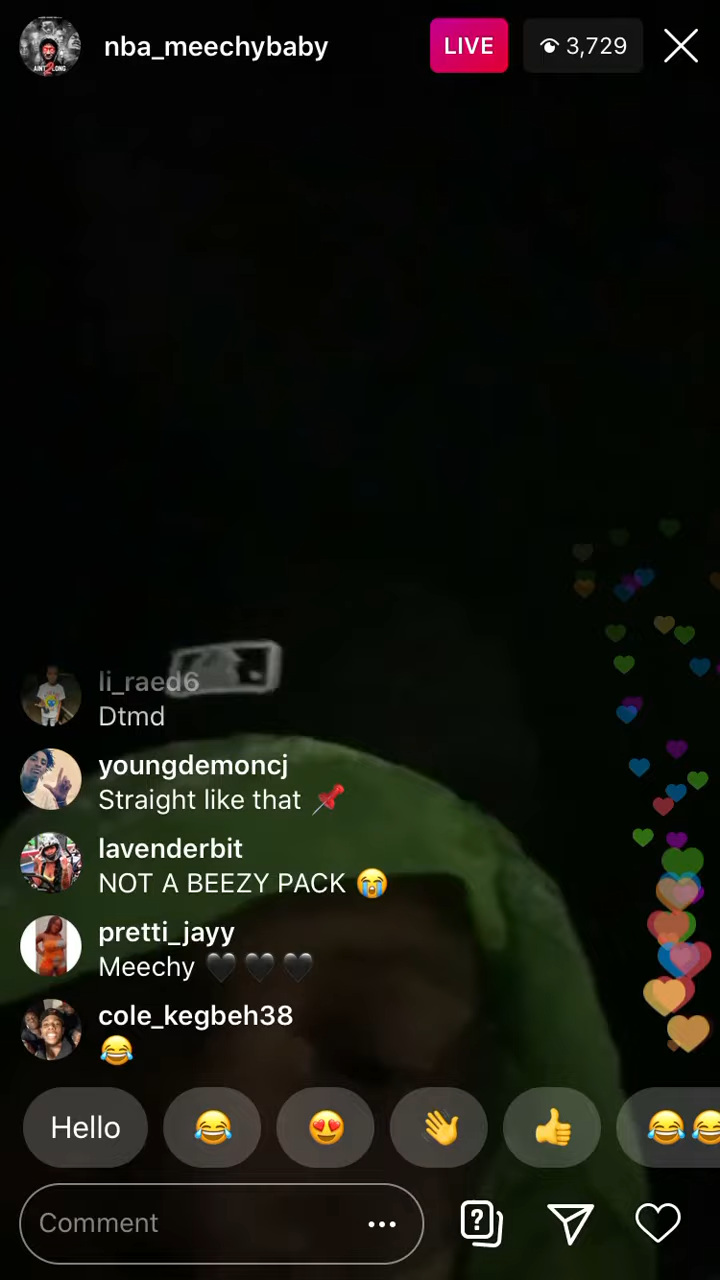 nba_meechybaby
LIVE
3,729
li_raed6
Dtmd
youngdemoncj
Straight like that 📌
lavenderbit
NOT A BEEZY PACK 😭
pretti_jayy
Meechy 🖤 🖤 🖤
cole_kegbeh38
😂
Hello 😂 😍 👋 👍 😂😂
Comment